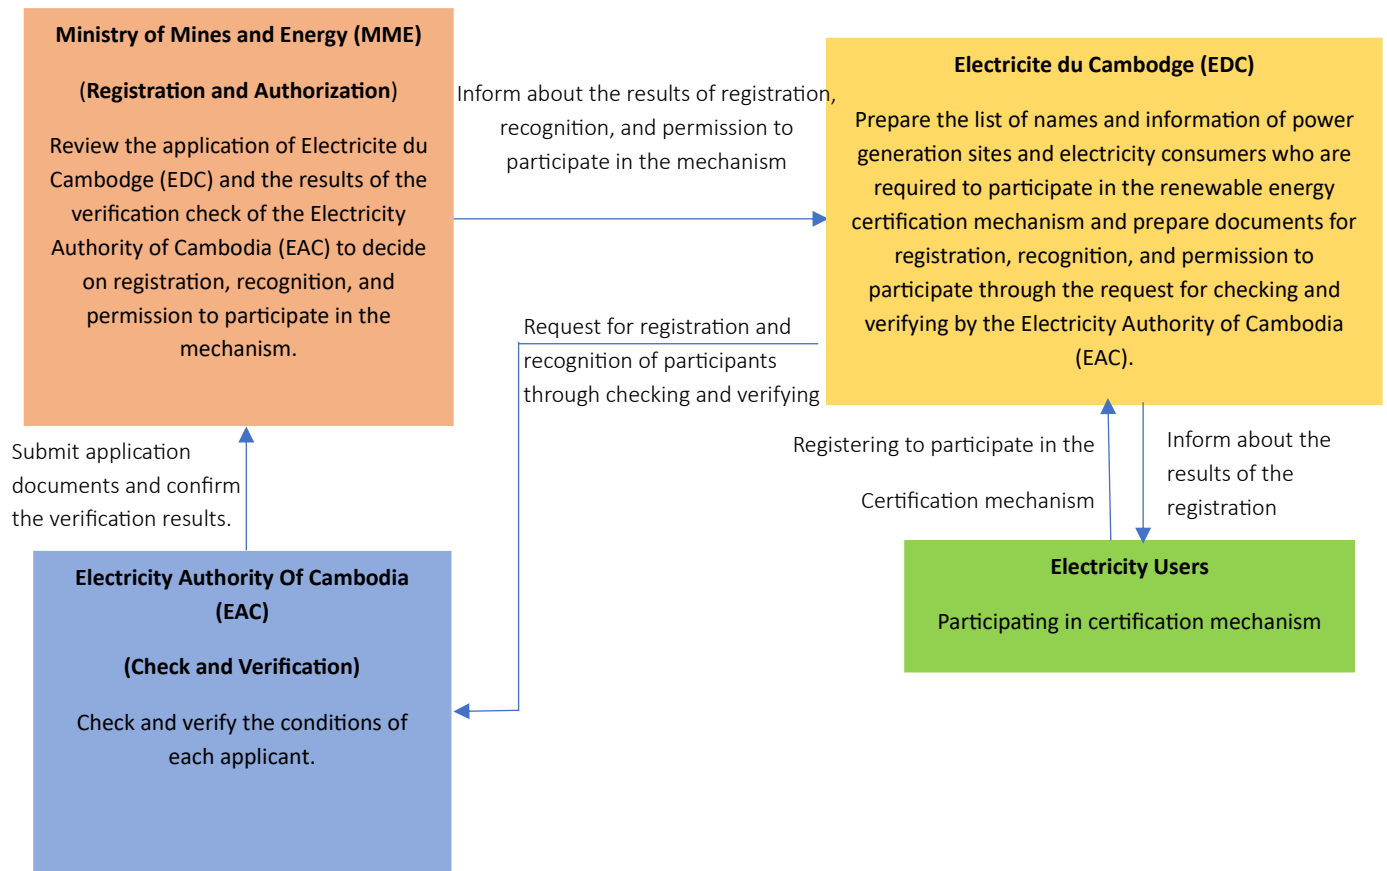 Ministry of Mines and Energy (MME)
(Registration and Authorization)
Review the application of Electricite du
Cambodge (EDC) and the results of the
verification check of the Electricity
Authority of Cambodia (EAC) to decide
on registration, recognition, and
permission to participate in the
mechanism.
Inform about the results of registration,
recognition, and permission to
participate in the mechanism
Electricite du Cambodge (EDC)
Prepare the list of names and information of power
generation sites and electricity consumers who are
required to participate in the renewable energy
certification mechanism and prepare documents for
registration, recognition, and permission to
participate through the request for checking and
verifying by the Electricity Authority of Cambodia
(EAC).
Request for registration and
recognition of participants
through checking and verifying
Submit application
documents and confirm
the verification results.
Registering to participate in the
Certification mechanism
Inform about the
results of the
registration
Electricity Authority Of Cambodia
(EAC)
(Check and Verification)
Check and verify the conditions of
each applicant.
Electricity Users
Participating in certification mechanism